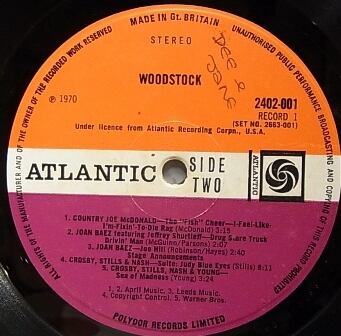 MADE IN Gt. BRITAIN
ALL RIGHTS OF THE MANUFACTURER AND OF THE OWNER OF THE RECORDED WORK RESERVED
UNAUTHORISED PUBLIC PERFORMANCE BROADCASTING AND COPYING OF THIS RECORD PROHIBITED
STEREO
DEE &
WOODSTOCK
℗ 1970
2402-001
RECORD 1
(SET NO. 2663-001)
Under licence from Atlantic Recording Corpn., U.S.A.
ATLANTIC
SIDE
TWO
ATLANTIC
1. COUNTRY JOE McDONALD—The "Fish" Cheer—I-Feel-Like-
I'm-Fixin'-To-Die Rag (McDonald) 3:15
2. JOAN BAEZ featuring Jeffrey Shurtleff—Drug Store Truck
Drivin' Man (McGuinn/Parsons) 2:07
3. JOAN BAEZ—Joe Hill (Robinson/Hayes) 2:40
Stage Announcements
4. CROSBY, STILLS & NASH—Suite: Judy Blue Eyes (Stills) 8:04
5. CROSBY, STILLS, NASH & YOUNG—
Sea of Madness (Young) 3:24
1, 2. April Music. 3, Leeds Music.
4, Copyright Control. 5, Warner Bros.
POLYDOR RECORDS LIMITED